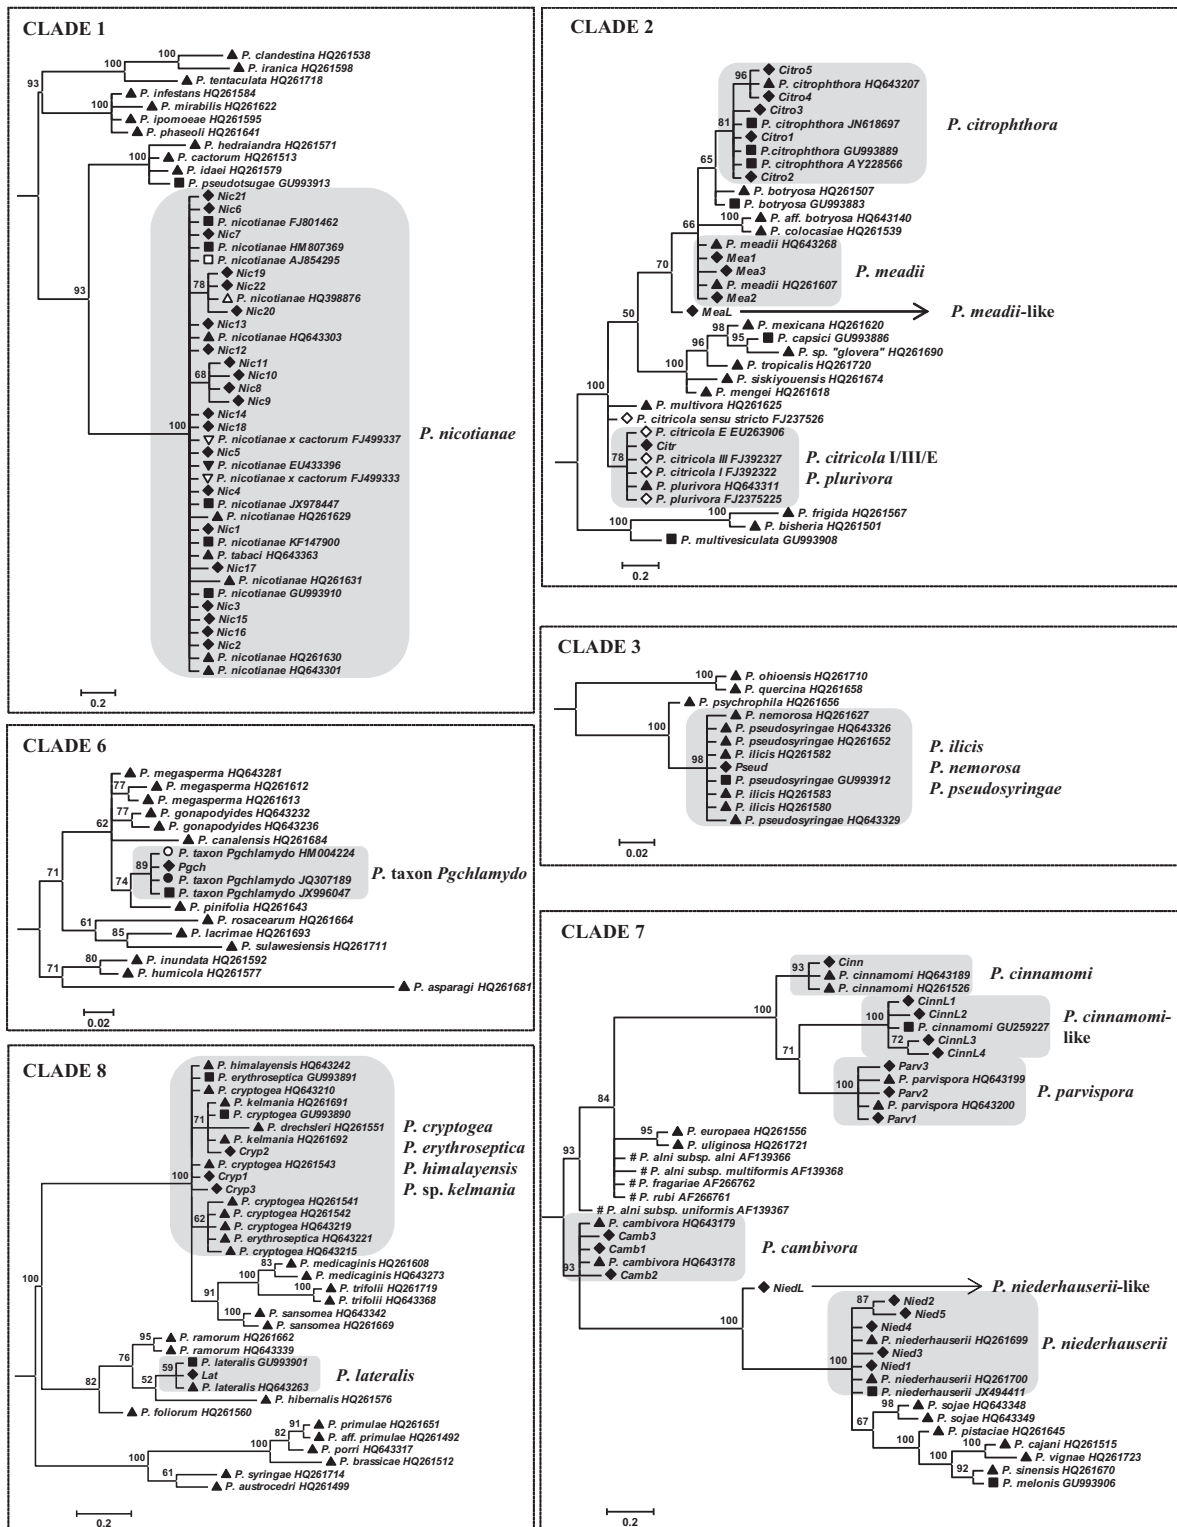 CLADE 1
100
P. clandestina HQ261538
100
P. iranica HQ261598
93
P. tentaculata HQ261718
P. infestans HQ261584
100
P. mirabilis HQ261622
P. ipomoeae HQ261595
P. phaseoli HQ261641
P. hedraiandra HQ261571
100
P. cactorum HQ261513
P. idaei HQ261579
P. pseudotsugae GU993913
Nic21
Nic6
P. nicotianae FJ801462
Nic7
P. nicotianae HM807369
P. nicotianae AJ854295
Nic19
78
Nic22
93
P. nicotianae HQ398876
Nic20
Nic13
P. nicotianae HQ643303
Nic12
Nic11
68
Nic10
Nic8
Nic9
Nic14
100
Nic18
P. nicotianae x cactorum FJ499337
P. nicotianae
Nic5
P. nicotianae EU433396
P. nicotianae x cactorum FJ499333
Nic4
P. nicotianae JX978447
P. nicotianae HQ261629
Nic1
P. nicotianae KF147900
P. tabaci HQ643363
Nic17
P. nicotianae HQ261631
P. nicotianae GU993910
Nic3
Nic15
Nic16
Nic2
P. nicotianae HQ261630
P. nicotianae HQ643301
0.2
CLADE 2
Citro5
96
P. citrophthora HQ643207
Citro4
Citro3
81
P. citrophthora JN618697
P. citrophthora
Citro1
P.citrophthora GU993889
65
P. citrophthora AY228566
Citro2
P. botryosa HQ261507
P. botryosa GU993883
66
100
P. aff. botryosa HQ643140
P. colocasiae HQ261539
P. meadii HQ643268
70
Mea1
Mea3
P. meadii
P. meadii HQ261607
Mea2
50
MeaL
P. meadii-like
P. mexicana HQ261620
98
P. capsici GU993886
96
95
P. sp. "glovera" HQ261690
P. tropicalis HQ261720
100
P. siskiyouensis HQ261674
100
P. mengei HQ261618
P. multivora HQ261625
P. citricola sensu stricto FJ237526
P. citricola E EU263906
Citr
78
P. citricola III FJ392327
P. citricola I/III/E
P. citricola I FJ392322
P. plurivora
P. plurivora HQ643311
P. plurivora FJ2375225
100
P. frigida HQ261567
100
P. bisheria HQ261501
P. multivesiculata GU993908
0.2
CLADE 3
100
P. ohioensis HQ261710
P. quercina HQ261658
P. psychrophila HQ261656
100
P. nemorosa HQ261627
P. pseudosyringae HQ643326
P. pseudosyringae HQ261652
P. ilicis HQ261582
98
Pseud
P. pseudosyringae GU993912
P. ilicis HQ261583
P. ilicis HQ261580
P. pseudosyringae HQ643329
P. ilicis
P. nemorosa
P. pseudosyringae
0.02
CLADE 6
P. megasperma HQ643281
77
P. megasperma HQ261612
P. megasperma HQ261613
77
P. gonapodyides HQ643232
62
P. gonapodyides HQ643236
P. canalensis HQ261684
P. taxon Pgchlamydo HM004224
89
Pgch
P. taxon Pgchlamydo
71
P. taxon Pgchlamydo JQ307189
74
P. taxon Pgchlamydo JX996047
P. pinifolia HQ261643
61
P. rosacearum HQ261664
85
P. lacrimae HQ261693
P. sulawesiensis HQ261711
80
P. inundata HQ261592
71
P. humicola HQ261577
P. asparagi HQ261681
0.02
CLADE 7
93
Cinn
P. cinnamomi HQ643189
P. cinnamomi
P. cinnamomi HQ261526
100
CinnL1
100
CinnL2
P. cinnamomi GU259227
P. cinnamomi-
like
72
CinnL3
71
CinnL4
Parv3
100
P. parvispora HQ643199
Parv2
P. parvispora
P. parvispora HQ643200
Parv1
84
95
P. europaea HQ261556
P. uliginosa HQ261721
93
# P. alni subsp. alni AF139366
# P. alni subsp. multiformis AF139368
# P. fragariae AF266762
# P. rubi AF266761
# P. alni subsp. uniformis AF139367
P. cambivora HQ643179
Camb3
Camb1
P. cambivora
P. cambivora HQ643178
93
Camb2
NiedL
P. niederhauserii-like
87
Nied2
Nied5
100
Nied4
P. niederhauserii HQ261699
P. niederhauserii
Nied3
100
Nied1
P. niederhauserii HQ261700
P. niederhauserii JX494411
98
P. sojae HQ643348
67
P. sojae HQ643349
P. pistaciae HQ261645
100
100
P. cajani HQ261515
100
P. vignae HQ261723
92
P. sinensis HQ261670
P. melonis GU993906
0.2
CLADE 8
P. himalayensis HQ643242
P. erythroseptica GU993891
P. cryptogea HQ643210
P. kelmania HQ261691
71
P. cryptogea GU993890
P. drechsleri HQ261551
P. kelmania HQ261692
Cryp2
P. cryptogea HQ261543
100
Cryp1
Cryp3
P. cryptogea HQ261541
P. cryptogea HQ261542
62
P. cryptogea HQ643219
P. erythroseptica HQ643221
P. cryptogea HQ643215
P. cryptogea
P. erythroseptica
P. himalayensis
P. sp. kelmania
83
P. medicaginis HQ261608
100
P. medicaginis HQ643273
91
100
P. trifolii HQ261719
P. trifolii HQ643368
100
P. sansomea HQ643342
P. sansomea HQ261669
100
95
P. ramorum HQ261662
P. ramorum HQ643339
76
P. lateralis GU993901
59
Lat
P. lateralis
52
P. lateralis HQ643263
82
P. hibernalis HQ261576
P. foliorum HQ261560
91
P. primulae HQ261651
82
P. aff. primulae HQ261492
100
P. porri HQ643317
P. brassicae HQ261512
100
61
P. syringae HQ261714
P. austrocedri HQ261499
0.2